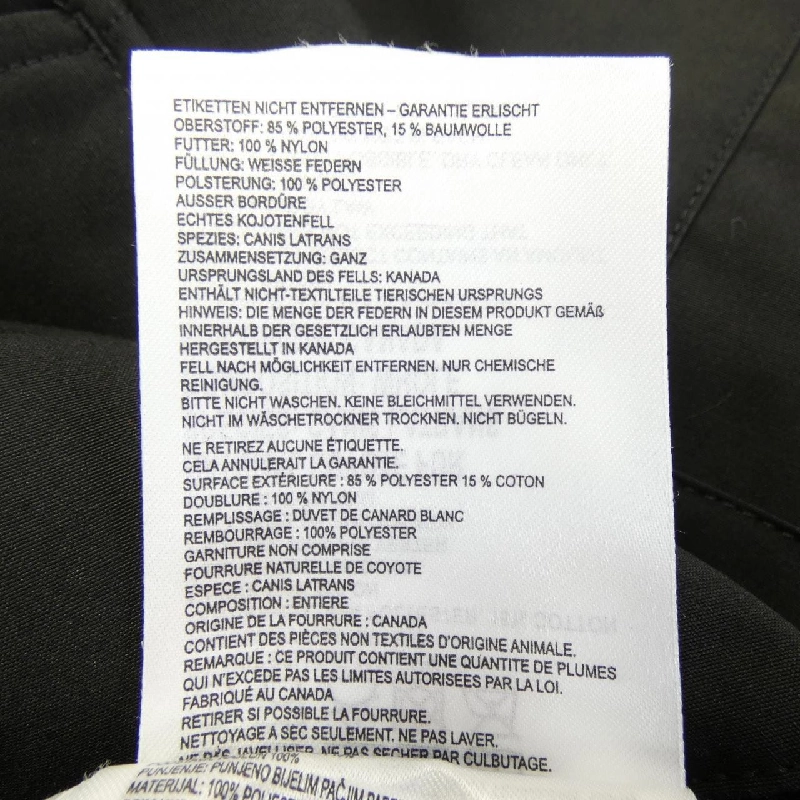 ETIKETTEN NICHT ENTFERNEN – GARANTIE ERLISCHT
OBERSTOFF: 85 % POLYESTER, 15 % BAUMWOLLE
FUTTER: 100 % NYLON
FÜLLUNG: WEISSE FEDERN
POLSTERUNG: 100 % POLYESTER
AUSSER BORDÜRE
ECHTES KOJOTENFELL
SPEZIES: CANIS LATRANS
ZUSAMMENSETZUNG: GANZ
URSPRUNGSLAND DES FELLS: KANADA
ENTHÄLT NICHT-TEXTILTEILE TIERISCHEN URSPRUNGS
HINWEIS: DIE MENGE DER FEDERN IN DIESEM PRODUKT GEMÄß
INNERHALB DER GESETZLICH ERLAUBTEN MENGE
HERGESTELLT IN KANADA
FELL NACH MÖGLICHKEIT ENTFERNEN. NUR CHEMISCHE
REINIGUNG.
BITTE NICHT WASCHEN. KEINE BLEICHMITTEL VERWENDEN.
NICHT IM WÄSCHETROCKNER TROCKNEN. NICHT BÜGELN.
NE RETIREZ AUCUNE ÉTIQUETTE.
CELA ANNULERAIT LA GARANTIE.
SURFACE EXTÉRIEURE : 85 % POLYESTER 15 % COTON
DOUBLURE : 100 % NYLON
REMPLISSAGE : DUVET DE CANARD BLANC
REMBOURRAGE : 100% POLYESTER
GARNITURE NON COMPRISE
FOURRURE NATURELLE DE COYOTE
ESPECE : CANIS LATRANS
COMPOSITION : ENTIERE
ORIGINE DE LA FOURRURE : CANADA
CONTIENT DES PIÈCES NON TEXTILES D'ORIGINE ANIMALE.
REMARQUE : CE PRODUIT CONTIENT UNE QUANTITE DE PLUMES
QUI N'EXCEDE PAS LES LIMITES AUTORISEES PAR LA LOI.
FABRIQUÉ AU CANADA
RETIRER SI POSSIBLE LA FOURRURE.
NETTOYAGE A SEC SEULEMENT. NE PAS LAVER.
NE PAS SECHER PAR CULBUTAGE.
100%
PUNJENJE: PUNJENO BIJELIM PAČJIM
MATERIJAL: 100%